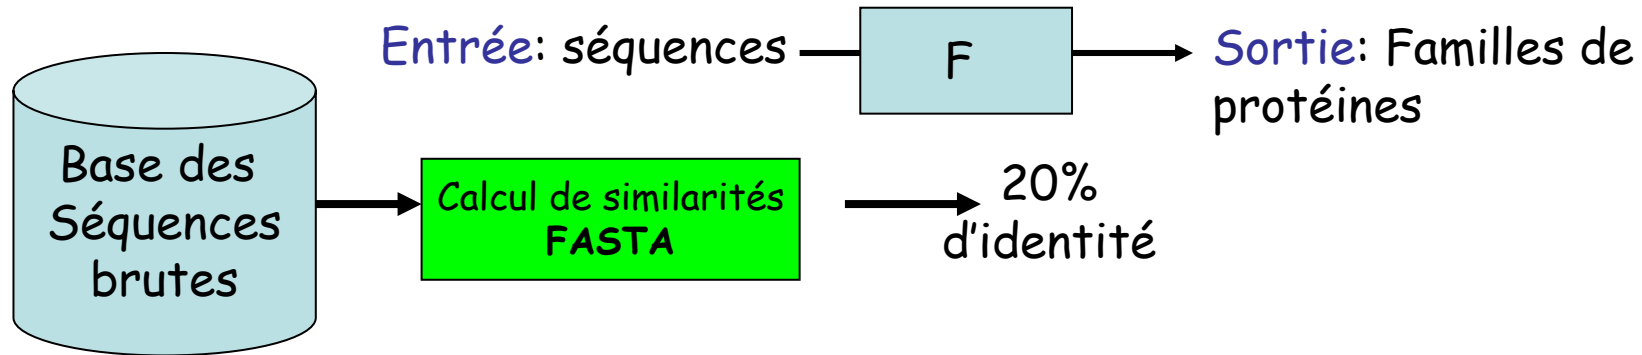 Entrée: séquences
F
Sortie: Familles de
protéines
Base des
Séquences
brutes
Calcul de similarités
FASTA
20%
d'identité